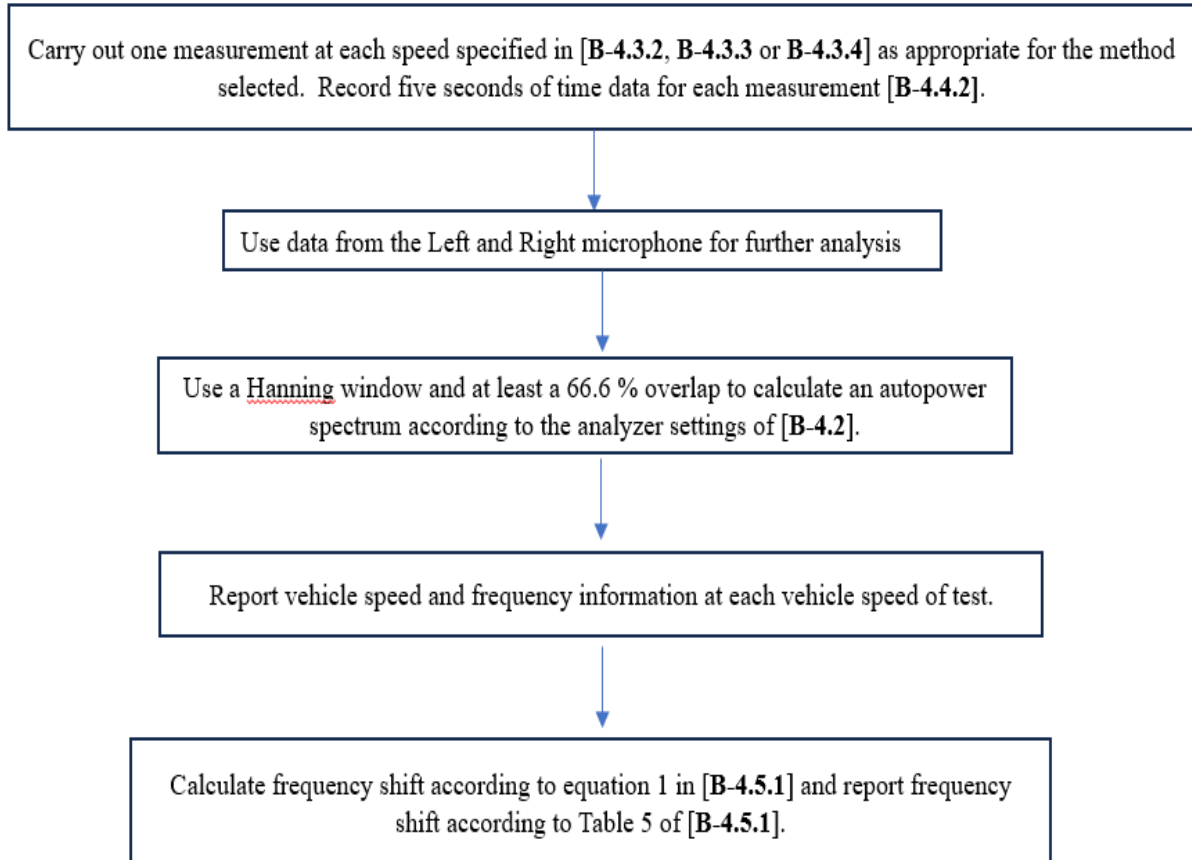 Carry out one measurement at each speed specified in [B-4.3.2, B-4.3.3 or B-4.3.4] as appropriate for the method
selected.  Record five seconds of time data for each measurement [B-4.4.2].
Use data from the Left and Right microphone for further analysis
Use a Hanning window and at least a 66.6 % overlap to calculate an autopower
spectrum according to the analyzer settings of [B-4.2].
Report vehicle speed and frequency information at each vehicle speed of test.
Calculate frequency shift according to equation 1 in [B-4.5.1] and report frequency
shift according to Table 5 of [B-4.5.1].